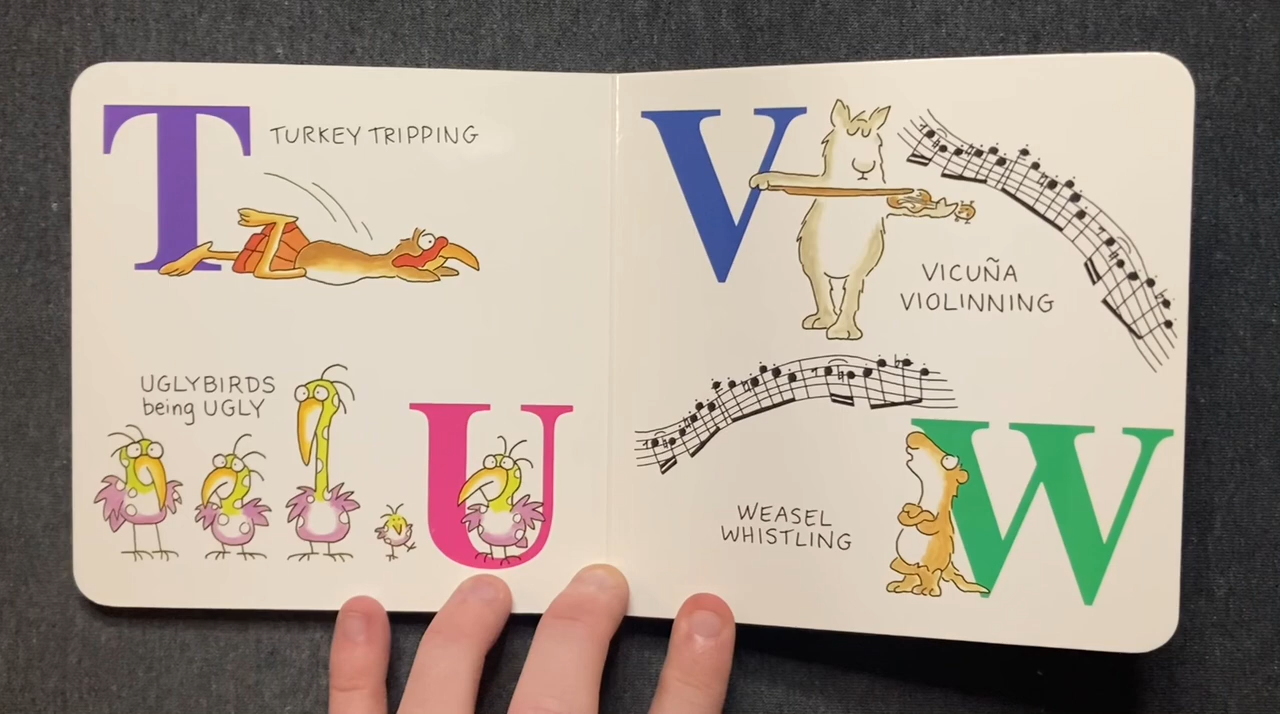 T
TURKEY TRIPPING
UGLYBIRDS
being UGLY
U
V
VICUÑA
VIOLINNING
WEASEL
WHISTLING
W